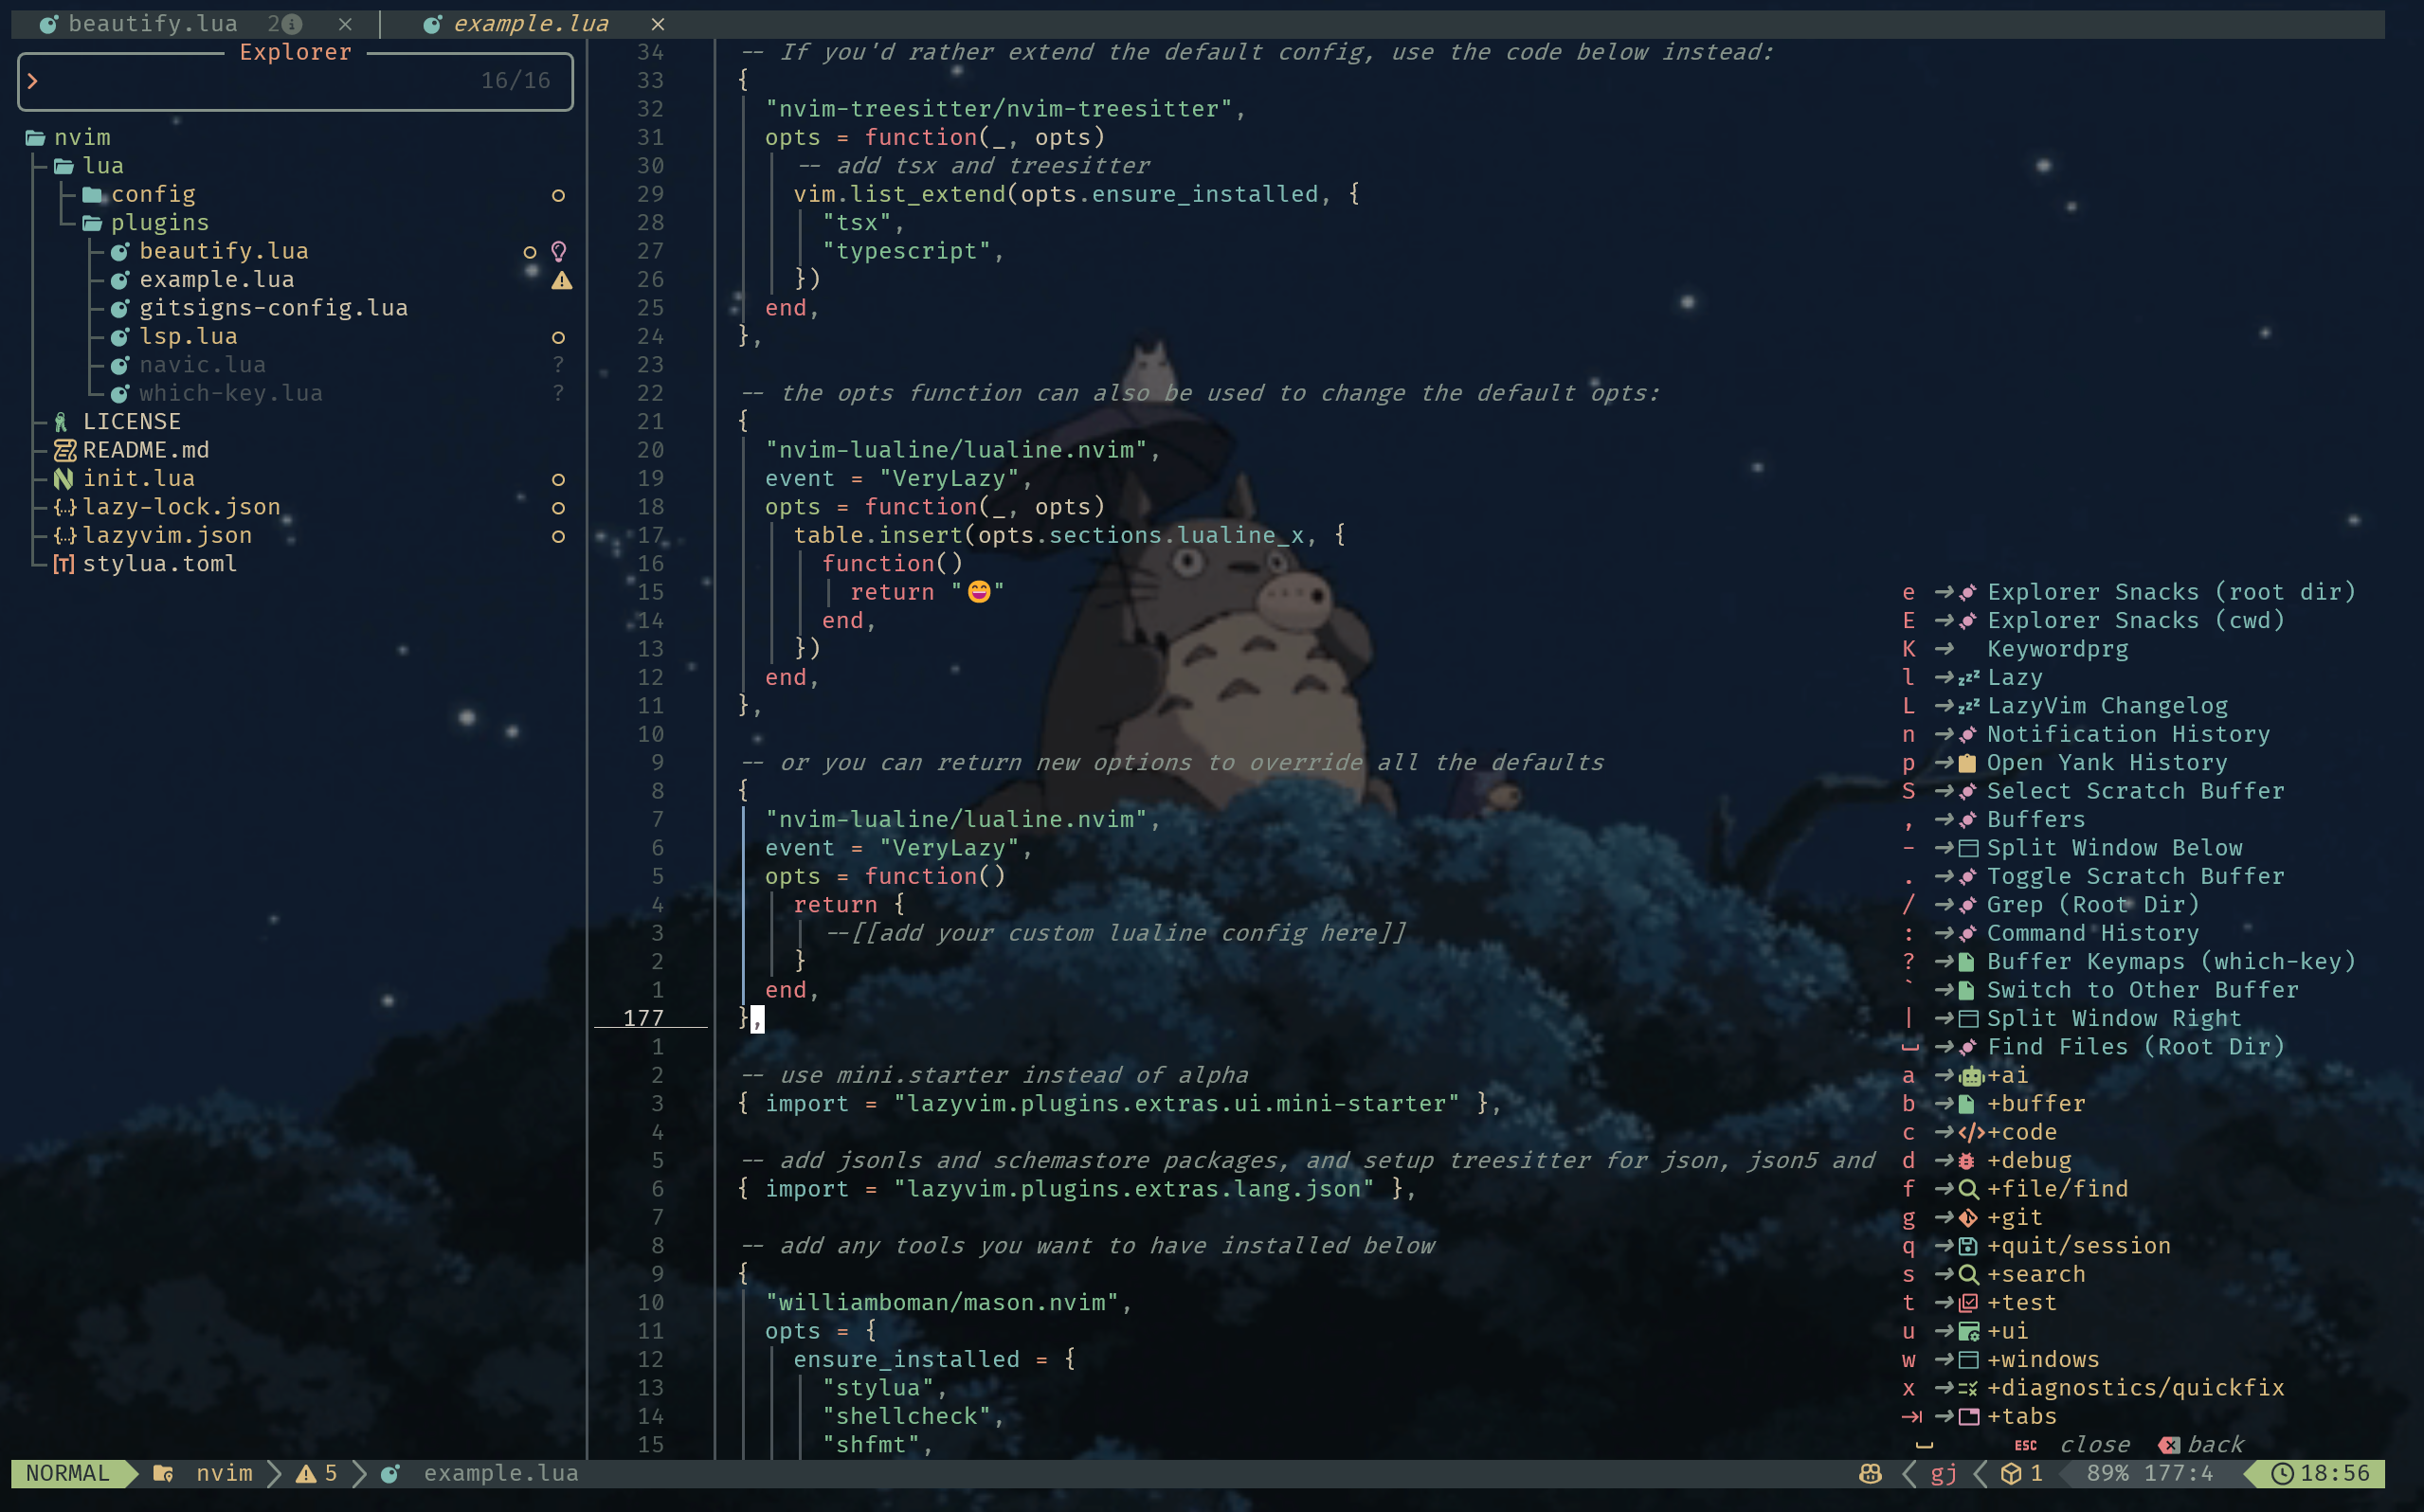 beautify.lua 2 × example.lua ×
Explorer
> 16/16
nvim
lua
config
plugins
beautify.lua
example.lua
gitsigns-config.lua
lsp.lua
navic.lua ?
which-key.lua ?
LICENSE
README.md
init.lua
{..} lazy-lock.json
{..} lazyvim.json
[T] stylua.toml
34 -- If you'd rather extend the default config, use the code below instead:
33 {
32 "nvim-treesitter/nvim-treesitter",
31 opts = function(_, opts)
30 -- add tsx and treesitter
29 vim.list_extend(opts.ensure_installed, {
28 "tsx",
27 "typescript",
26 })
25 end,
24 },
23
22 -- the opts function can also be used to change the default opts:
21 {
20 "nvim-lualine/lualine.nvim",
19 event = "VeryLazy",
18 opts = function(_, opts)
17 table.insert(opts.sections.lualine_x, {
16 function()
15 return "😄"
14 end,
13 })
12 end,
11 },
10
9 -- or you can return new options to override all the defaults
8 {
7 "nvim-lualine/lualine.nvim",
6 event = "VeryLazy",
5 opts = function()
4 return {
3 --[[add your custom lualine config here]]
2 }
1 end,
177 },
1
2 -- use mini.starter instead of alpha
3 { import = "lazyvim.plugins.extras.ui.mini-starter" },
4
5 -- add jsonls and schemastore packages, and setup treesitter for json, json5 and
6 { import = "lazyvim.plugins.extras.lang.json" },
7
8 -- add any tools you want to have installed below
9 {
10 "williamboman/mason.nvim",
11 opts = {
12 ensure_installed = {
13 "stylua",
14 "shellcheck",
15 "shfmt",
e → Explorer Snacks (root dir)
E → Explorer Snacks (cwd)
K → Keywordprg
l → zzz Lazy
L → zzz LazyVim Changelog
n → Notification History
p → Open Yank History
S → Select Scratch Buffer
, → Buffers
- → Split Window Below
. → Toggle Scratch Buffer
/ → Grep (Root Dir)
: → Command History
? → Buffer Keymaps (which-key)
` → Switch to Other Buffer
| → Split Window Right
␣ → Find Files (Root Dir)
a → +ai
b → +buffer
c → </> +code
d → +debug
f → +file/find
g → +git
q → +quit/session
s → +search
t → +test
u → +ui
w → +windows
x → +diagnostics/quickfix
⇥ → +tabs
␣ ESC close back
NORMAL nvim 5 example.lua gj 1 89% 177:4 18:56